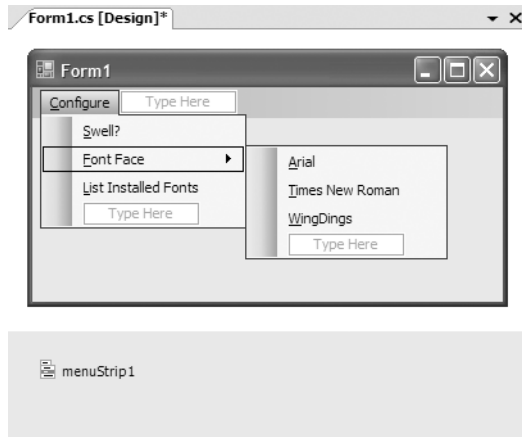 Form1.cs [Design]*
Form1
Configure Type Here
Swell?
Font Face
List Installed Fonts
Type Here
Arial
Times New Roman
WingDings
Type Here
menuStrip1